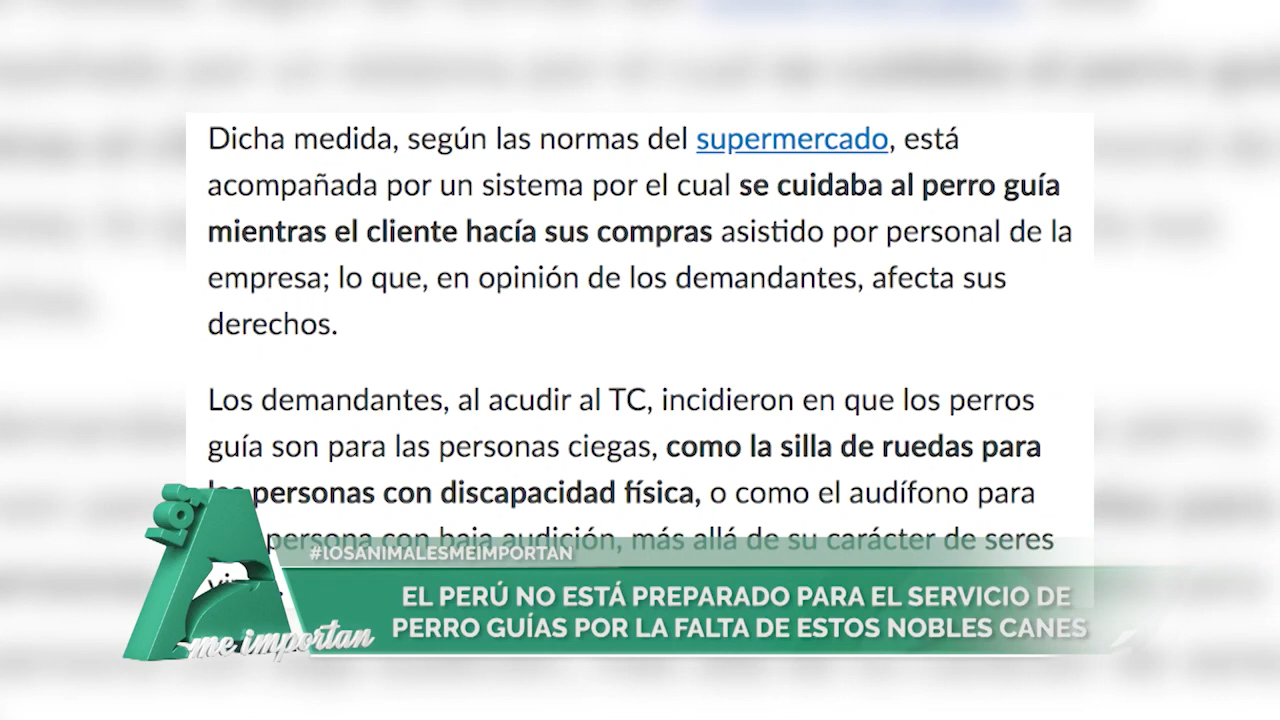 Dicha medida, según las normas del supermercado, está
acompañada por un sistema por el cual se cuidaba al perro guía
mientras el cliente hacía sus compras asistido por personal de la
empresa; lo que, en opinión de los demandantes, afecta sus
derechos.
Los demandantes, al acudir al TC, incidieron en que los perros
guía son para las personas ciegas, como la silla de ruedas para
personas con discapacidad física, o como el audífono para
persona con baja audición, más allá de su carácter de seres
#LOSANIMALESMEIMPORTAN
EL PERÚ NO ESTÁ PREPARADO PARA EL SERVICIO DE
PERRO GUÍAS POR LA FALTA DE ESTOS NOBLES CANES
LOS
A
me importan